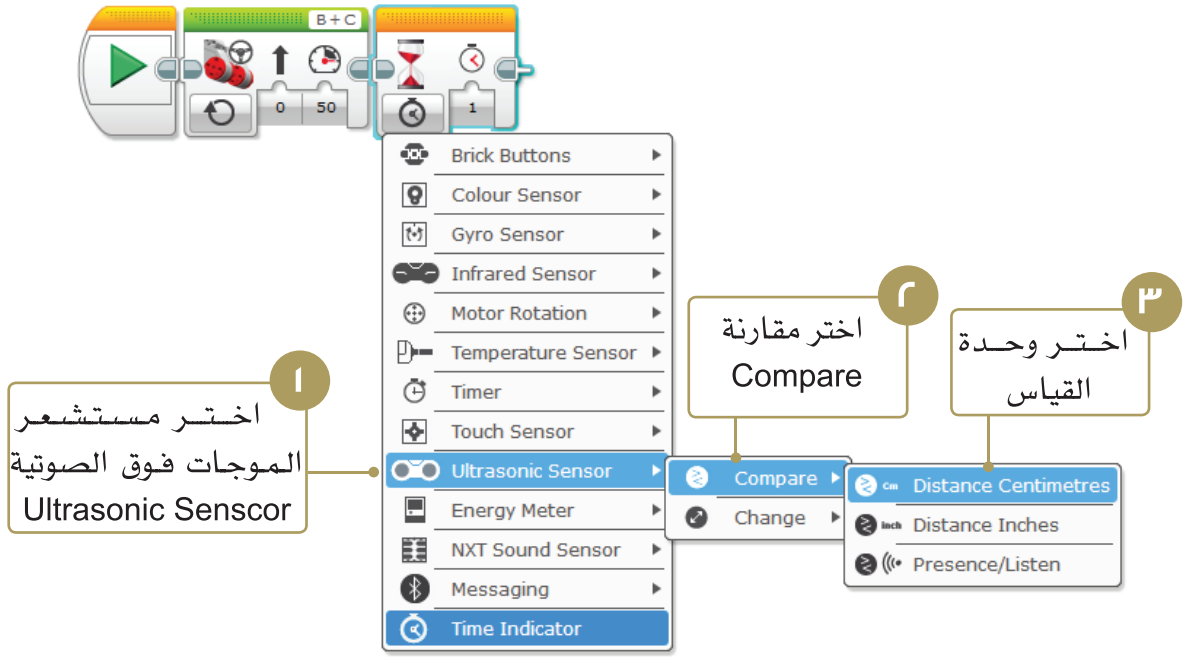 B+C
0
50
1
Brick Buttons
Colour Sensor
Gyro Sensor
Infrared Sensor
Motor Rotation
Temperature Sensor
Timer
Touch Sensor
Ultrasonic Sensor
Energy Meter
NXT Sound Sensor
Messaging
Time Indicator
Compare
Change
Cm Distance Centimetres
Inch Distance Inches
Presence/Listen
١
اختر مستشعر
الموجات فوق الصوتية
Ultrasonic Senscor
٢
اختر مقارنة
Compare
٣
اختر وحدة
القياس